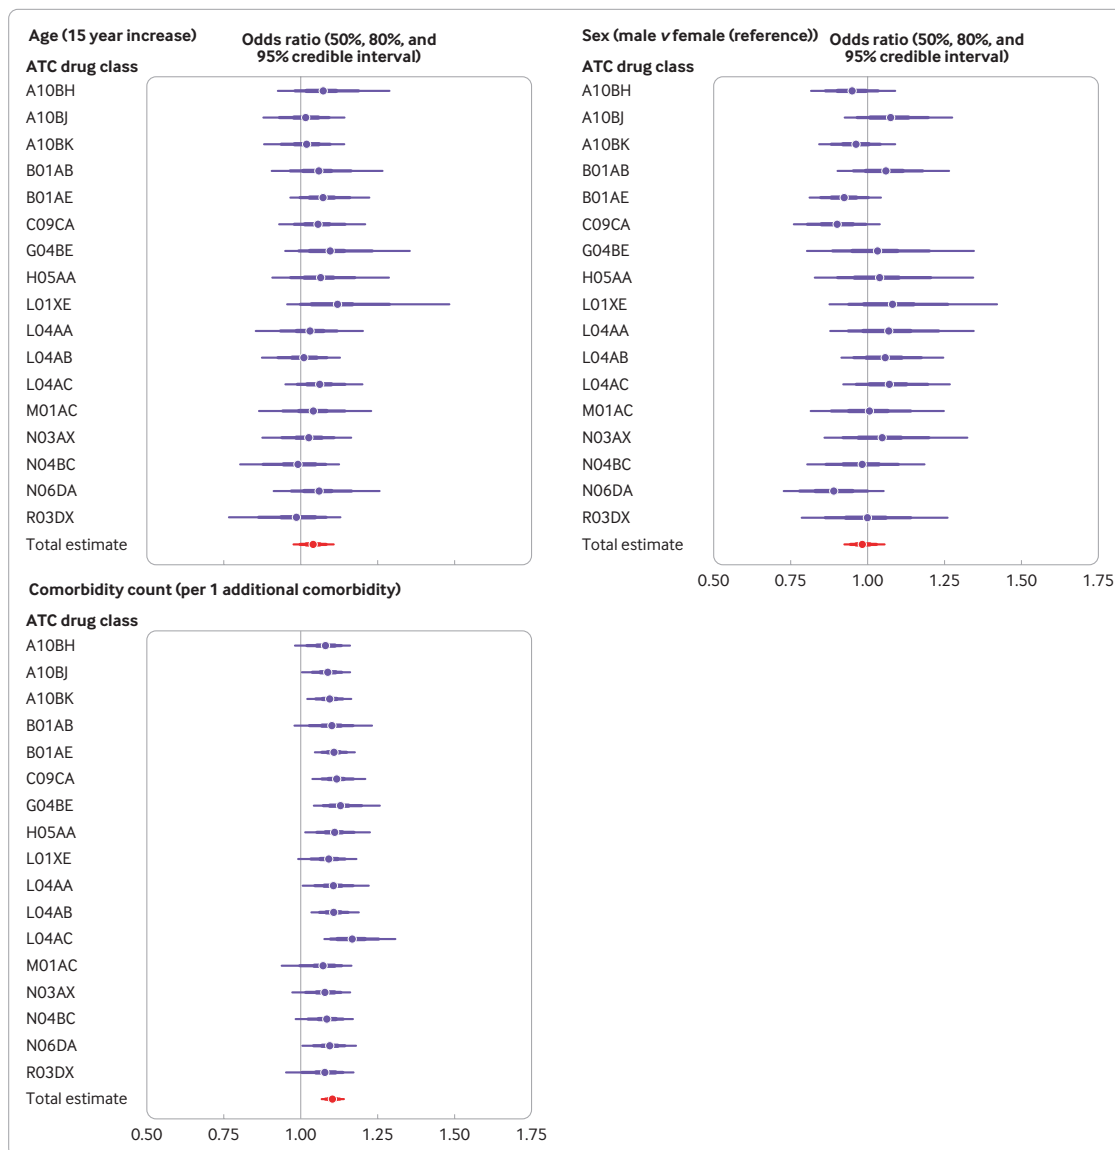 Age (15 year increase)
Odds ratio (50%, 80%, and
95% credible interval)
ATC drug class
A10BH
A10BJ
A10BK
B01AB
B01AE
C09CA
G04BE
H05AA
L01XE
L04AA
L04AB
L04AC
M01AC
N03AX
N04BC
N06DA
R03DX
Total estimate
Sex (male v female (reference))
Odds ratio (50%, 80%, and
95% credible interval)
ATC drug class
A10BH
A10BJ
A10BK
B01AB
B01AE
C09CA
G04BE
H05AA
L01XE
L04AA
L04AB
L04AC
M01AC
N03AX
N04BC
N06DA
R03DX
Total estimate
0.50 0.75 1.00 1.25 1.50 1.75
Comorbidity count (per 1 additional comorbidity)
ATC drug class
A10BH
A10BJ
A10BK
B01AB
B01AE
C09CA
G04BE
H05AA
L01XE
L04AA
L04AB
L04AC
M01AC
N03AX
N04BC
N06DA
R03DX
Total estimate
0.50 0.75 1.00 1.25 1.50 1.75